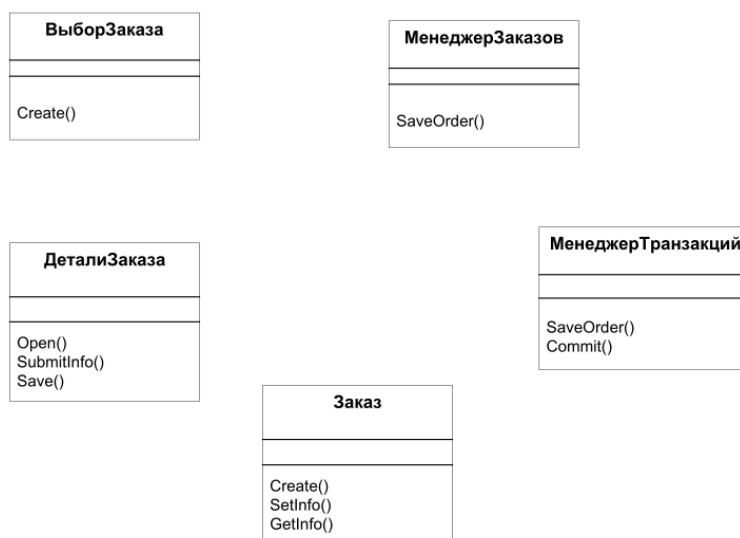 ВыборЗаказа
Create()
МенеджерЗаказов
SaveOrder()
ДеталиЗаказа
Open()
SubmitInfo()
Save()
МенеджерТранзакций
SaveOrder()
Commit()
Заказ
Create()
SetInfo()
GetInfo()